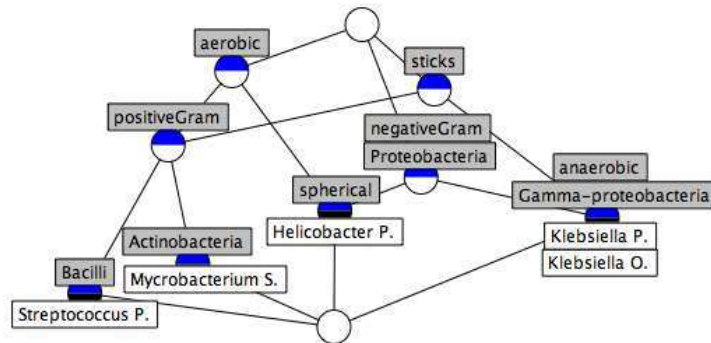 aerobic
sticks
positiveGram
negativeGram
Proteobacteria
anaerobic
spherical
Gamma-proteobacteria
Helicobacter P.
Klebsiella P.
Actinobacteria
Klebsiella O.
Bacilli
Mycrobacterium S.
Streptococcus P.